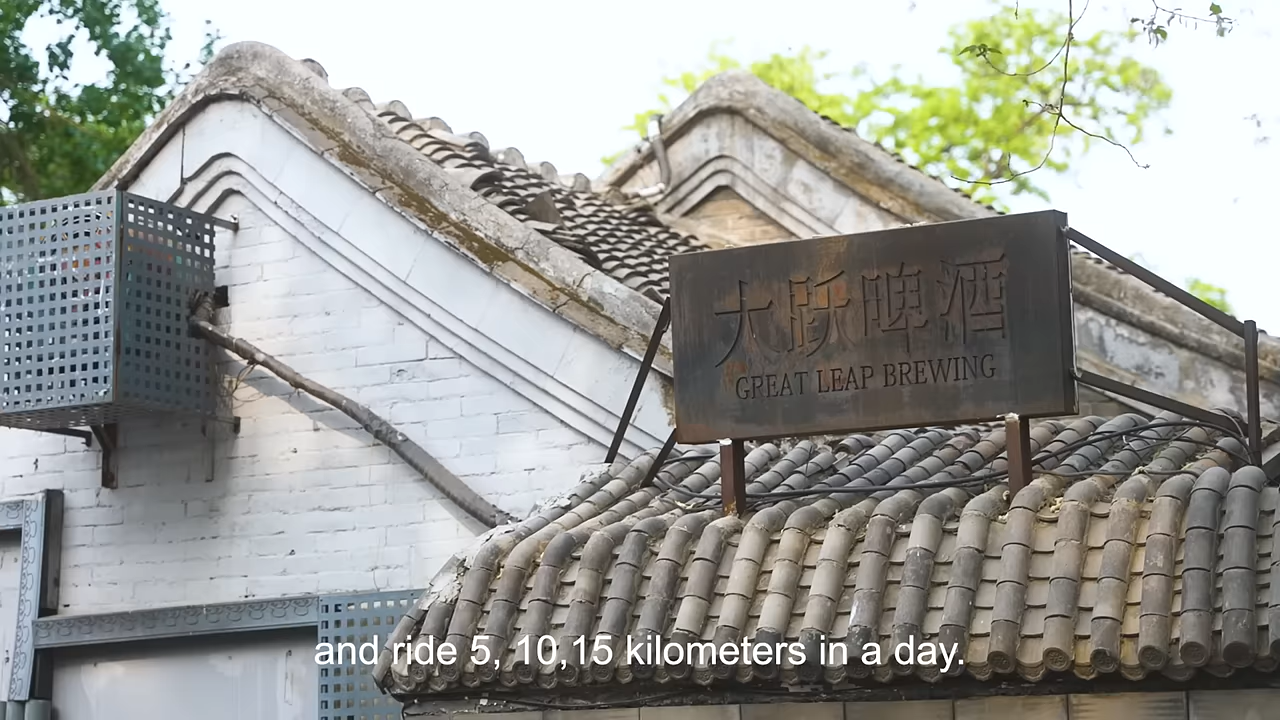 大跃啤酒
GREAT LEAP BREWING
and ride 5, 10,15 kilometers in a day.